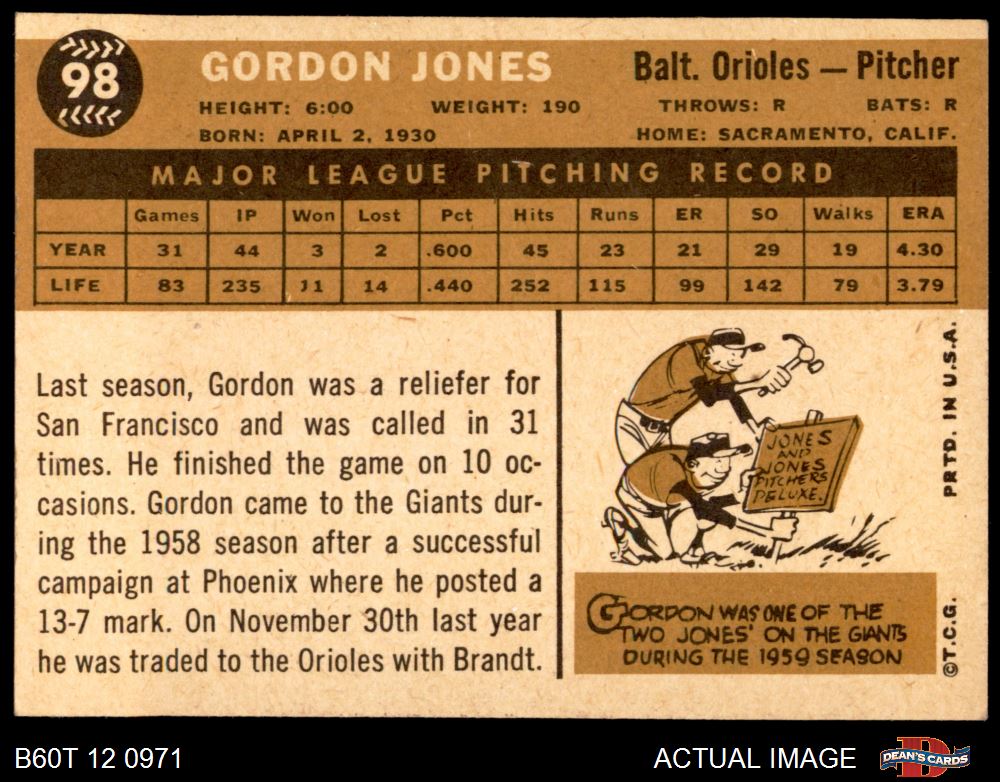 98
GORDON JONES
Balt. Orioles — Pitcher
HEIGHT: 6:00 WEIGHT: 190 THROWS: R BATS: R
BORN: APRIL 2, 1930 HOME: SACRAMENTO, CALIF.
MAJOR LEAGUE PITCHING RECORD
Games IP Won Lost Pct Hits Runs ER SO Walks ERA
YEAR 31 44 3 2 .600 45 23 21 29 19 4.30
LIFE 83 235 11 14 .440 252 115 99 142 79 3.79
Last season, Gordon was a reliefer for
San Francisco and was called in 31
times. He finished the game on 10 oc-
casions. Gordon came to the Giants dur-
ing the 1958 season after a successful
campaign at Phoenix where he posted a
13-7 mark. On November 30th last year
he was traded to the Orioles with Brandt.
JONES
AND
JONES
PITCHERS
DELUXE.
GORDON WAS ONE OF THE
TWO JONES' ON THE GIANTS
DURING THE 1959 SEASON
PRTD. IN U.S.A.
©T.C.G.
B60T 12 0971
ACTUAL IMAGE
DEAN'S CARDS